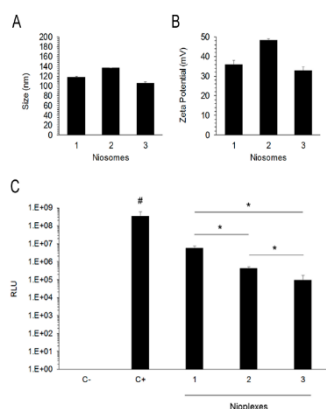 A
200
180
160
140
120
100
80
60
40
20
0
Size (nm)
1 2 3
Niosomes
B
50
40
30
20
10
0
Zeta Potential (mV)
1 2 3
Niosomes
C
1.E+09
1.E+08
1.E+07
1.E+06
1.E+05
1.E+04
1.E+03
1.E+02
1.E+01
1.E+00
RLU
#
*
*
*
C- C+ 1 2 3
Nioplexes